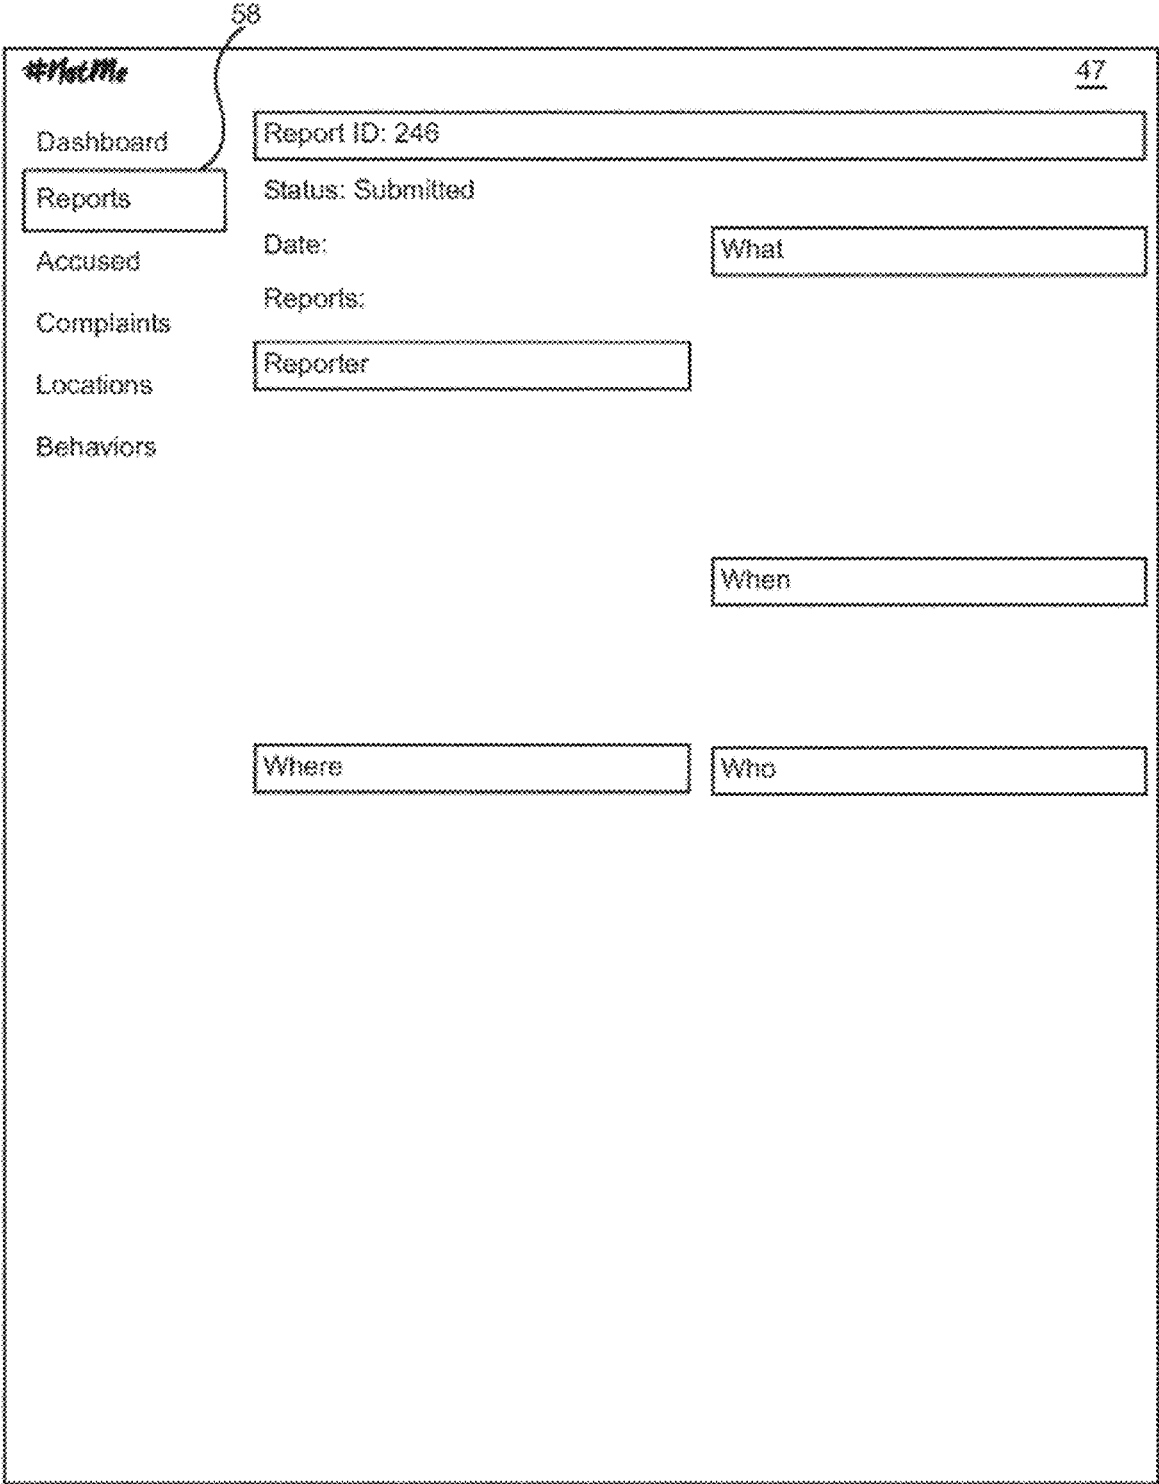 58
#NotMe
47
Dashboard
Reports
Accused
Complaints
Locations
Behaviors
Report ID: 246
Status: Submitted
Date:
Reports:
Reporter
What
When
Where
Who